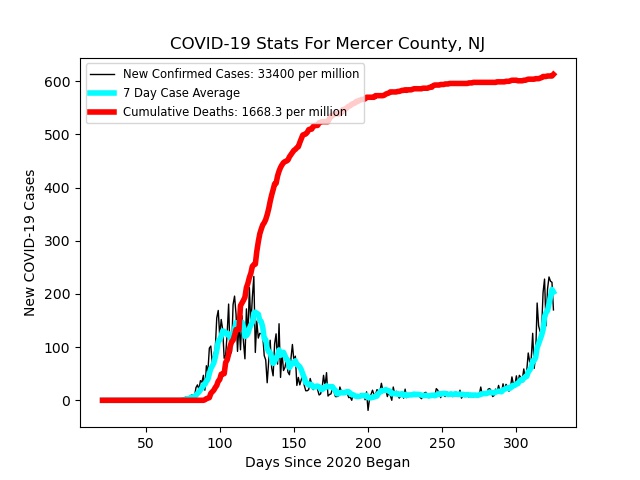 COVID-19 Stats For Mercer County, NJ
New Confirmed Cases: 33400 per million
7 Day Case Average
Cumulative Deaths: 1668.3 per million
New COVID-19 Cases
600
500
400
300
200
100
0
50 100 150 200 250 300
Days Since 2020 Began